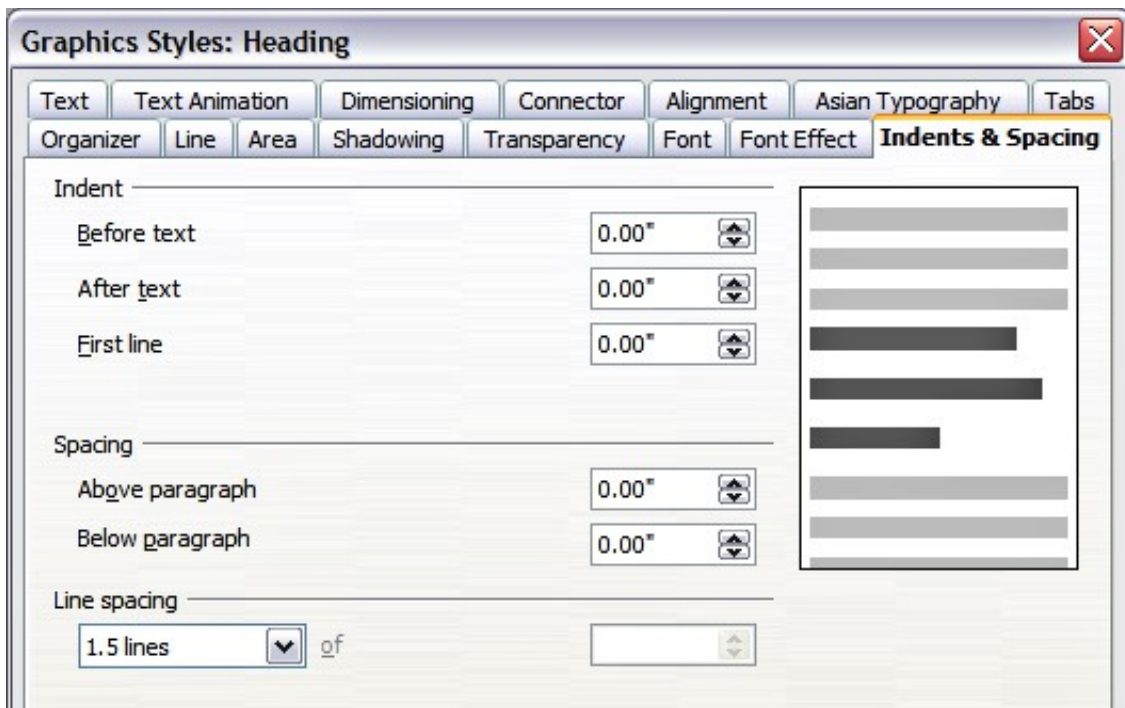 Graphics Styles: Heading
Text Text Animation Dimensioning Connector Alignment Asian Typography Tabs
Organizer Line Area Shadowing Transparency Font Font Effect Indents & Spacing
Indent
Before text 0.00"
After text 0.00"
First line 0.00"
Spacing
Above paragraph 0.00"
Below paragraph 0.00"
Line spacing
1.5 lines of